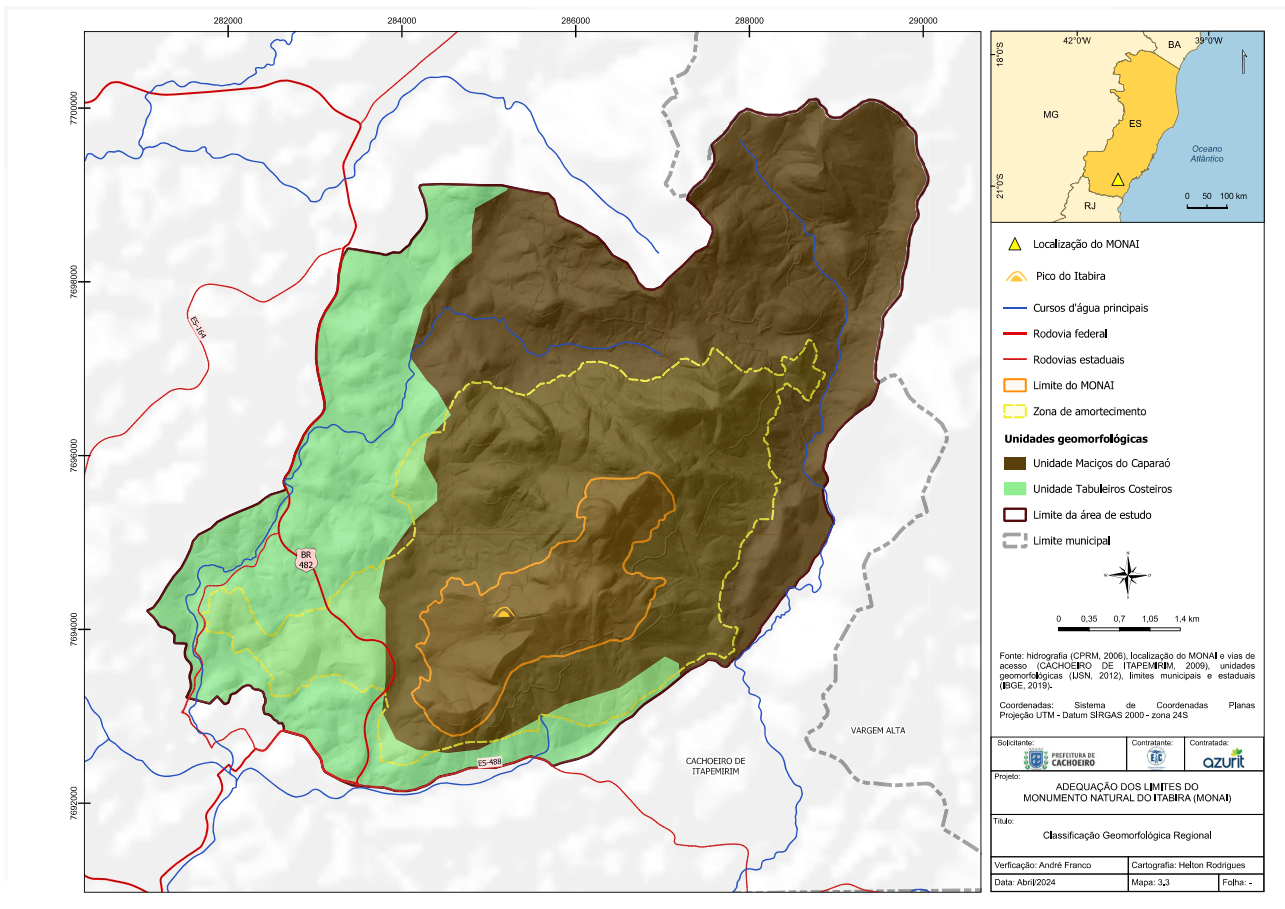 282000
284000
286000
288000
290000
7700000
7698000
7696000
7694000
7692000
ES-164
BR
482
ES-488
CACHOEIRO DE
ITAPEMIRIM
VARGEM ALTA
42°0'W
39°0'W
18°0'S
21°0'S
BA
MG
ES
RJ
Oceano
Atlântico
0 50 100 km
Localização do MONAI
Pico do Itabira
Cursos d'água principais
Rodovia federal
Rodovias estaduais
Limite do MONAI
Zona de amortecimento
Unidades geomorfológicas
Unidade Maciços do Caparaó
Unidade Tabuleiros Costeiros
Limite da área de estudo
Limite municipal
0 0,35 0,7 1,05 1,4 km
Fonte: hidrografia (CPRM, 2006), localização do MONAI e vias de
acesso (CACHOEIRO DE ITAPEMIRIM, 2009), unidades
geomorfológicas (IJSN, 2012), limites municipais e estaduais
(IBGE, 2019).
Coordenadas: Sistema de Coordenadas Planas
Projeção UTM - Datum SIRGAS 2000 - zona 24S
Solicitante:
PREFEITURA DE
CACHOEIRO
Contratante:
Contratada:
azurit
Projeto:
ADEQUAÇÃO DOS LIMITES DO
MONUMENTO NATURAL DO ITABIRA (MONAI)
Título:
Classificação Geomorfológica Regional
Verficação: André Franco
Cartografia: Helton Rodrigues
Data: Abril/2024
Mapa: 3.3
Folha: -